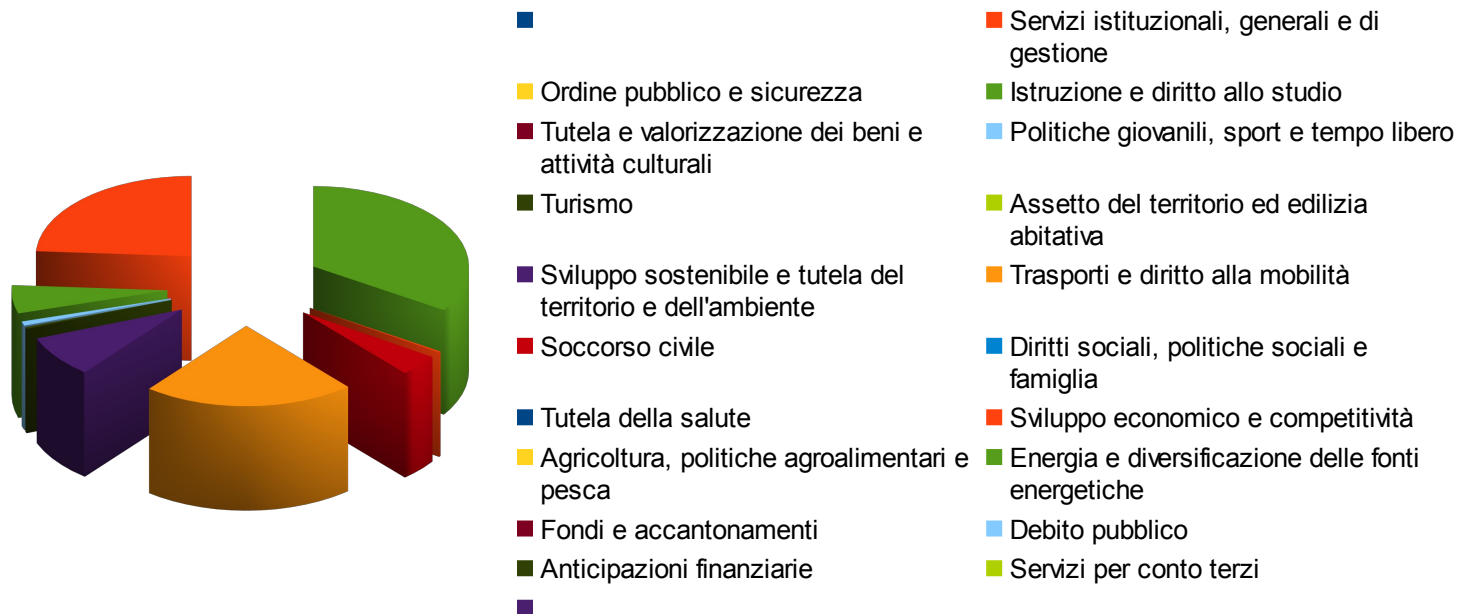 Servizi istituzionali, generali e di
gestione
Ordine pubblico e sicurezza
Istruzione e diritto allo studio
Tutela e valorizzazione dei beni e
attività culturali
Politiche giovanili, sport e tempo libero
Turismo
Assetto del territorio ed edilizia
abitativa
Sviluppo sostenibile e tutela del
territorio e dell'ambiente
Trasporti e diritto alla mobilità
Soccorso civile
Diritti sociali, politiche sociali e
famiglia
Tutela della salute
Sviluppo economico e competitività
Agricoltura, politiche agroalimentari e
pesca
Energia e diversificazione delle fonti
energetiche
Fondi e accantonamenti
Debito pubblico
Anticipazioni finanziarie
Servizi per conto terzi